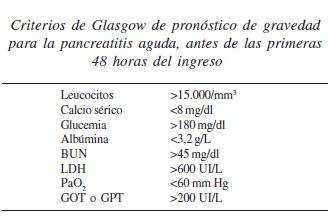 Criterios de Glasgow de pronóstico de gravedad
para la pancreatitis aguda, antes de las primeras
48 horas del ingreso
Leucocitos >15.000/mm³
Calcio sérico <8 mg/dl
Glucemia >180 mg/dl
Albúmina <3,2 g/L
BUN >45 mg/dl
LDH >600 UI/L
PaO₂ <60 mm Hg
GOT o GPT >200 UI/L